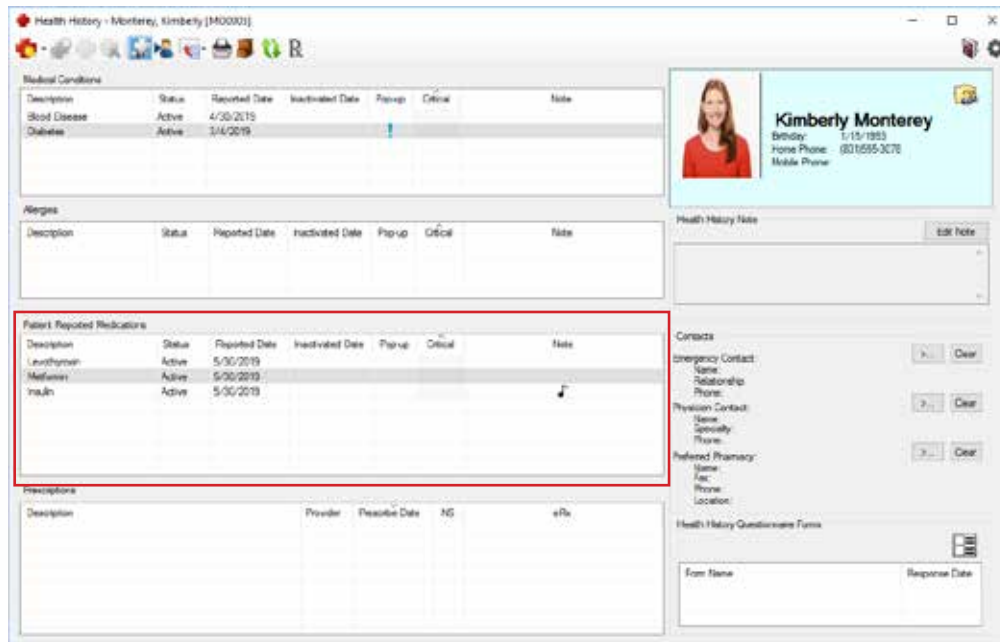 Health History - Monterey, Kimberly [MO0003]
R
Medical Conditions
Description Status Reported Date Inactivated Date Pop-up Critical Note
Blood Disease Active 4/30/2019
Diabetes Active 3/4/2019
Kimberly Monterey
Birthday: 1/15/1953
Home Phone: (801)555-3078
Mobile Phone:
Allergies
Description Status Reported Date Inactivated Date Pop-up Critical Note
Health History Note
Edit Note
Patient Reported Medications
Description Status Reported Date Inactivated Date Pop-up Critical Note
Active 5/30/2019
Metformin Active 5/30/2019
Insulin Active 5/30/2019
Contacts
Emergency Contact:
>... Clear
Name:
Relationship:
Phone:
Physician Contact:
>... Clear
Name:
Specialty:
Phone:
Preferred Pharmacy:
>... Clear
Name:
Fax:
Phone:
Location:
Prescriptions
Description Provider Prescribe Date NS eRx
Health History Questionnaire Forms
Form Name Response Date